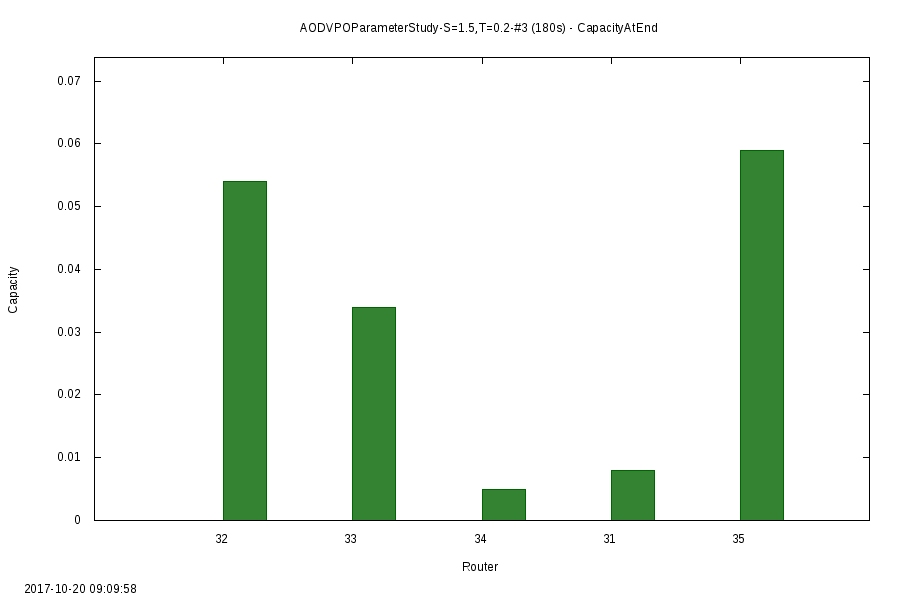 AODVPOParameterStudy-S=1.5,T=0.2-#3 (180s) - CapacityAtEnd
0.07
0.06
0.05
0.04
0.03
0.02
0.01
0
Capacity
32 33 34 31 35
Router
2017-10-20 09:09:58